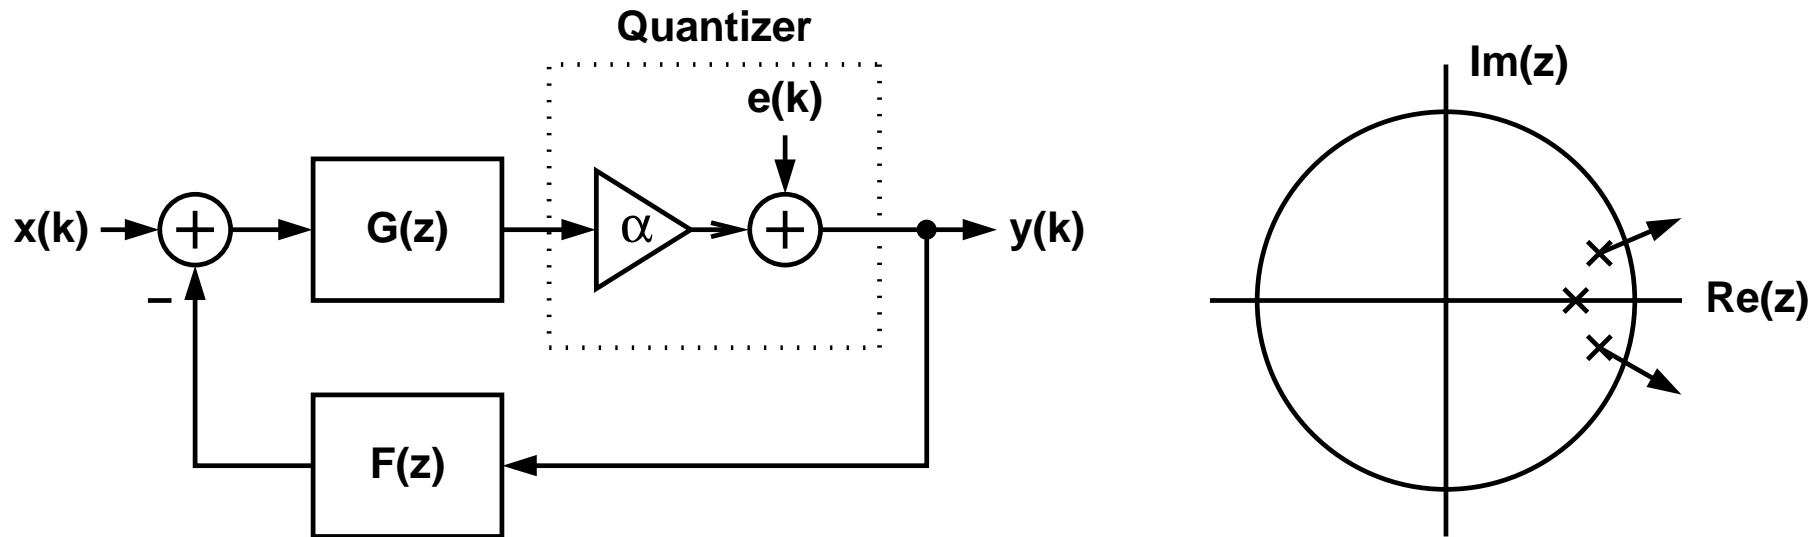 Quantizer
e(k)
x(k)
+
G(z)
α
+
y(k)
−
F(z)
Im(z)
Re(z)